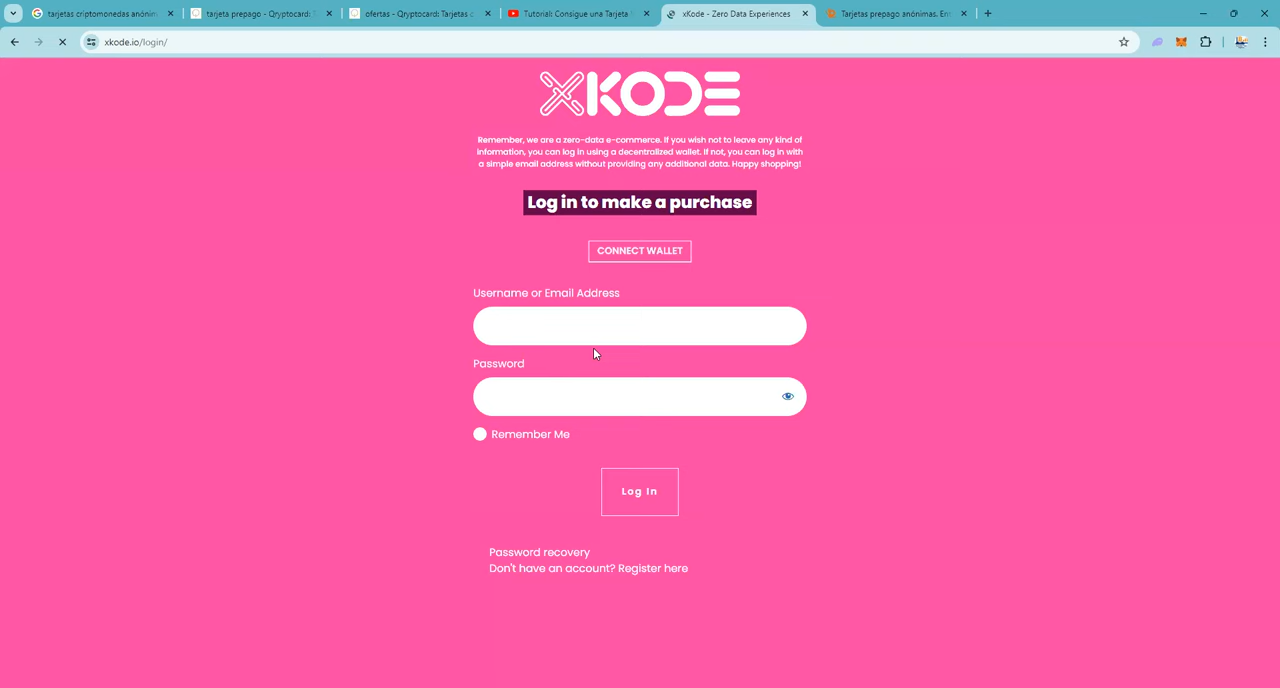 tarjetas criptomonedas anónim
tarjeta prepago - Qryptocard: T
ofertas - Qryptocard: Tarjetas c
Tutorial: Consigue una Tarjeta
xKode - Zero Data Experiences
Tarjetas prepago anónimas. Ent
xkode.io/login/
XKODE
Remember, we are a zero-data e-commerce. If you wish not to leave any kind of
information, you can log in using a decentralized wallet. If not, you can log in with
a simple email address without providing any additional data. Happy shopping!
Log in to make a purchase
CONNECT WALLET
Username or Email Address
Password
Remember Me
Log In
Password recovery
Don't have an account? Register here